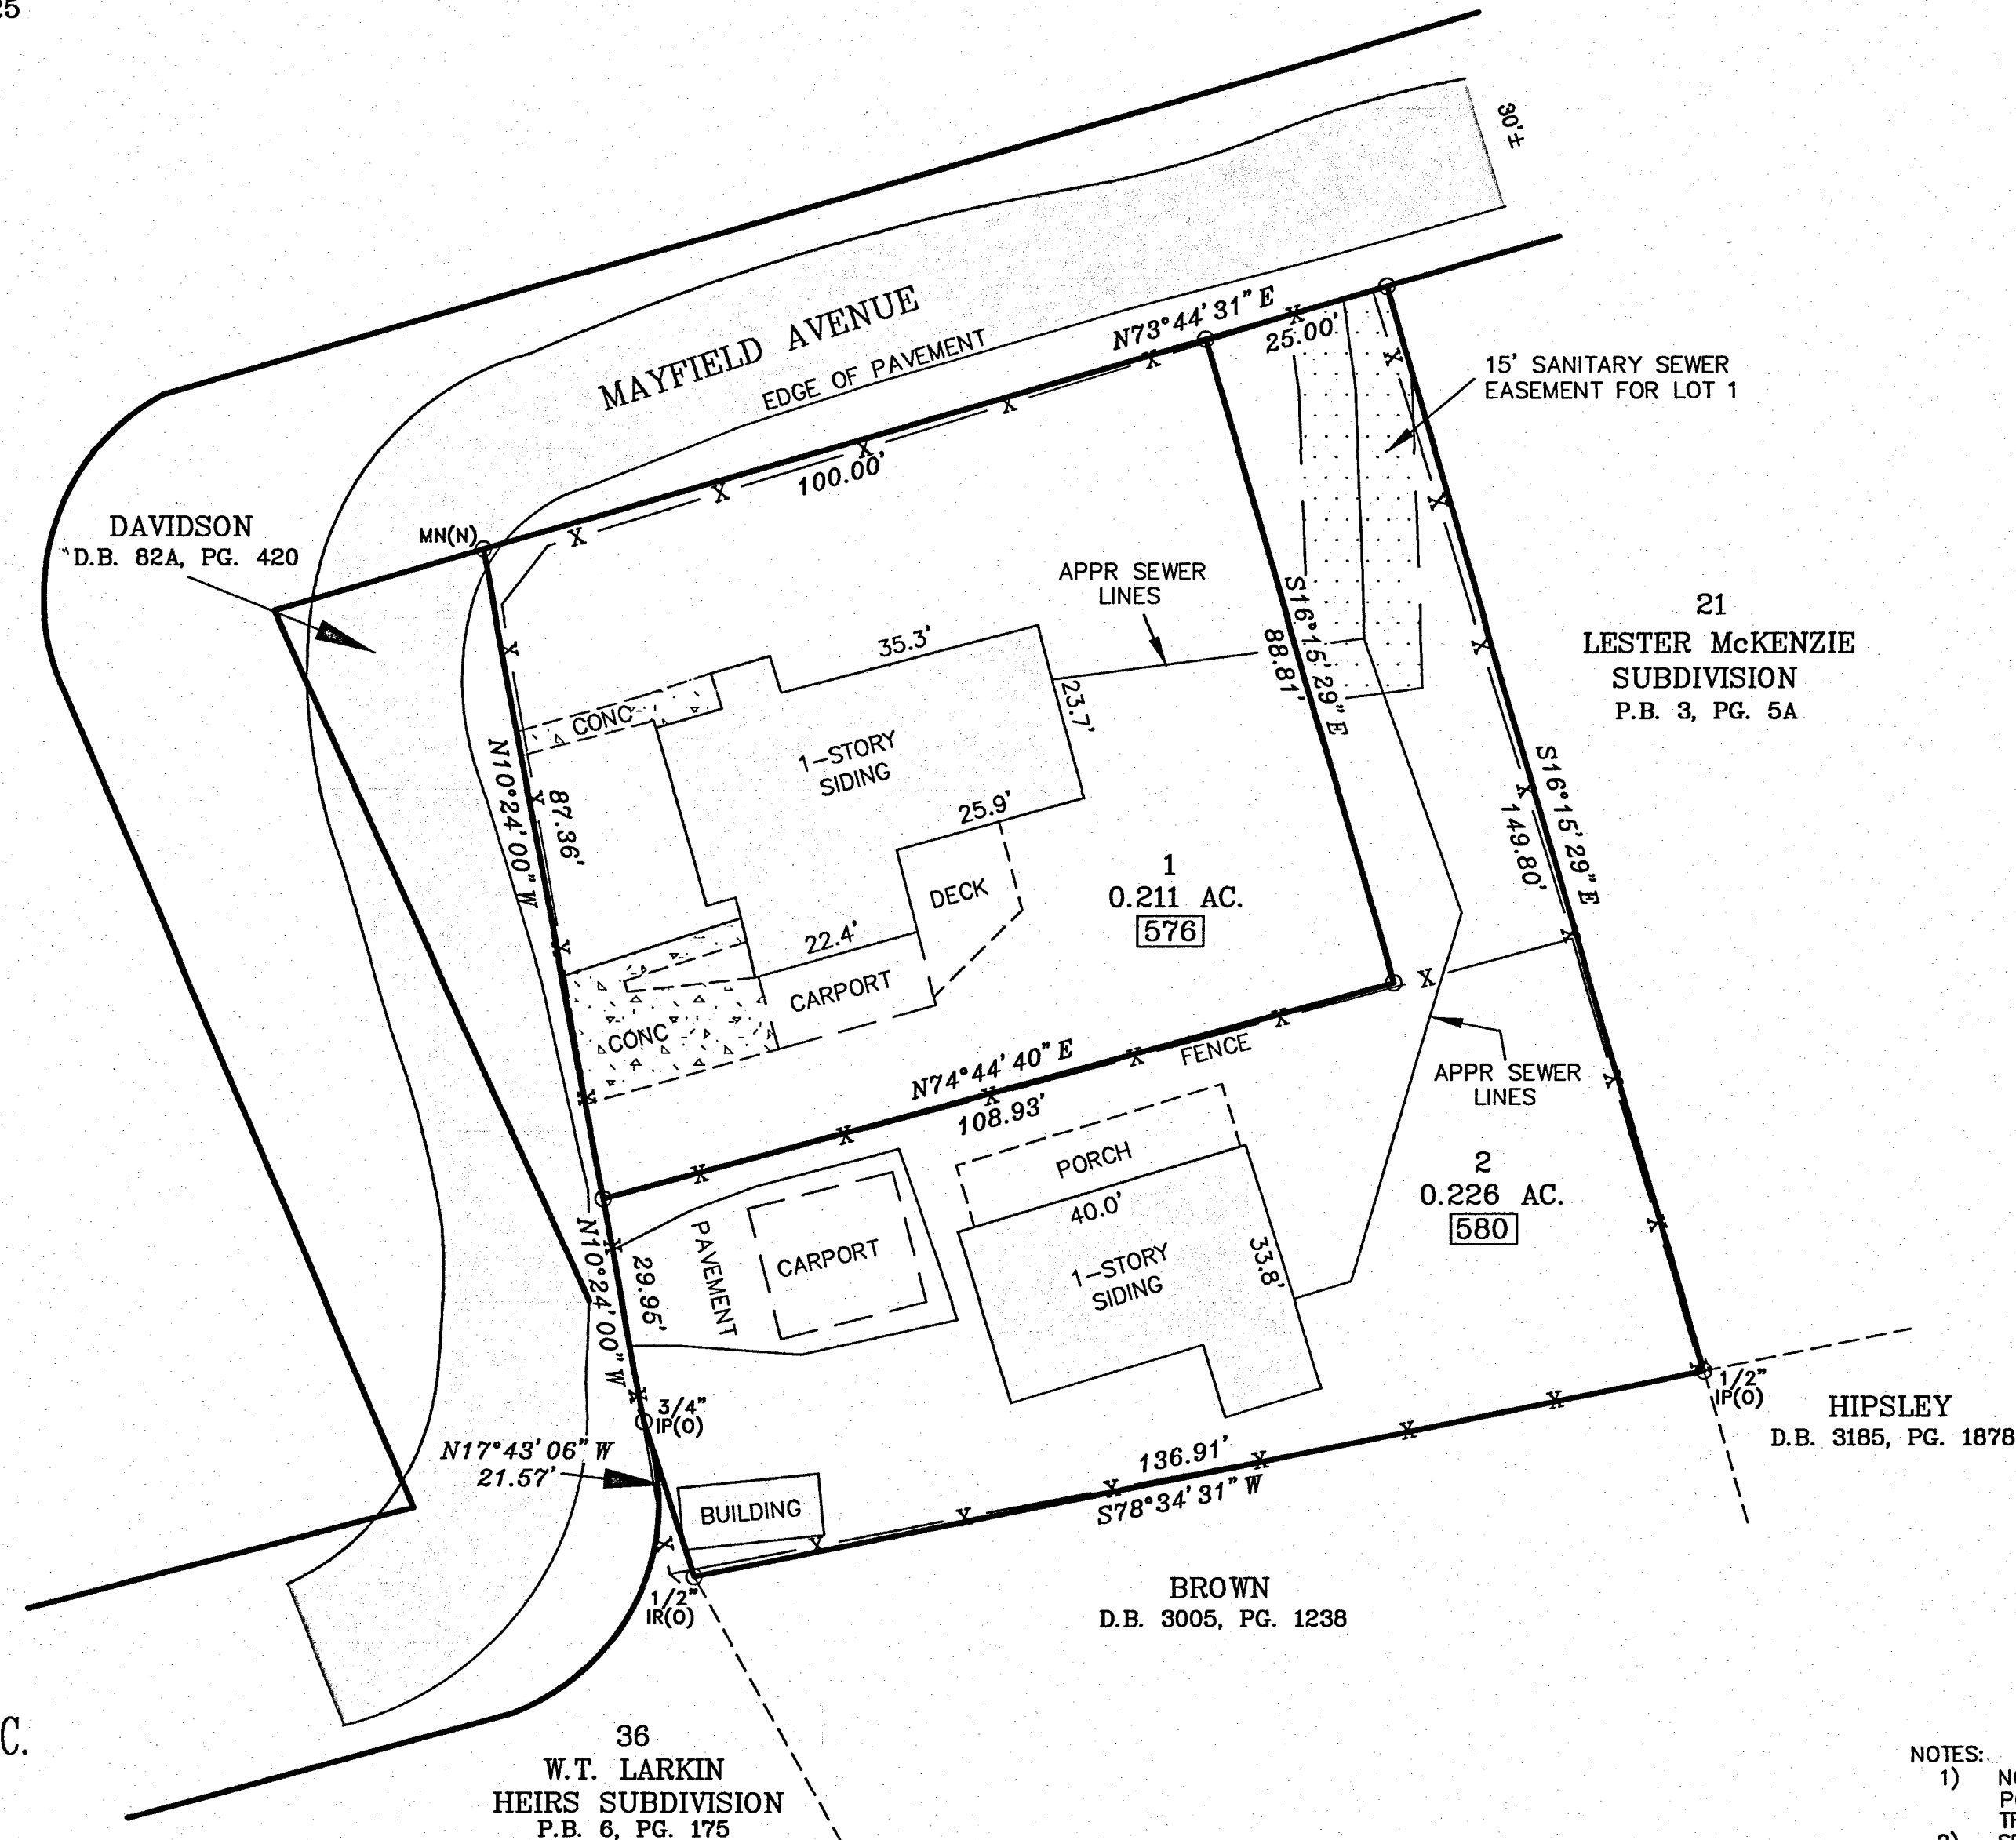 25
30'±
MAYFIELD AVENUE
EDGE OF PAVEMENT
N73°44'31" E
25.00'
100.00'
15' SANITARY SEWER
EASEMENT FOR LOT 1
DAVIDSON
D.B. 82A, PG. 420
MN(N)
APPR SEWER
LINES
S16°15'29" E
88.81'
21
LESTER McKENZIE
SUBDIVISION
P.B. 3, PG. 5A
35.3'
23.7'
CONC
1-STORY
SIDING
N10°24'00" W
87.36'
25.9'
DECK
1
0.211 AC.
576
S16°15'29" E
149.80'
22.4'
CARPORT
CONC
N74°44'40" E
108.93'
FENCE
APPR SEWER
LINES
PORCH
40.0'
2
0.226 AC.
580
PAVEMENT
CARPORT
1-STORY
SIDING
33.8'
N10°24'00" W
29.95'
3/4"
IP(O)
N17°43'06" W
21.57'
BUILDING
136.91'
S78°34'31" W
1/2"
IP(O)
HIPSLEY
D.B. 3185, PG. 1878
1/2"
IR(O)
BROWN
D.B. 3005, PG. 1238
C.
36
W.T. LARKIN
HEIRS SUBDIVISION
P.B. 6, PG. 175
NOTES:
1)
2)